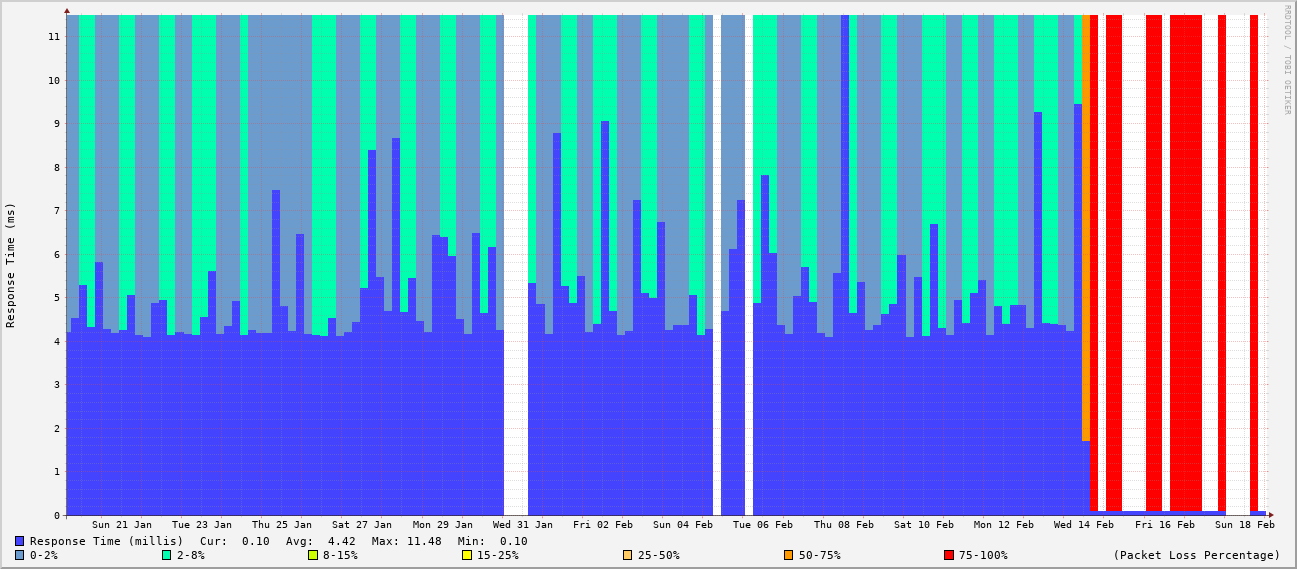 RRDTOOL / TOBI OETIKER
Response Time (ms)
11
10
9
8
7
6
5
4
3
2
1
0
Sun 21 Jan Tue 23 Jan Thu 25 Jan Sat 27 Jan Mon 29 Jan Wed 31 Jan Fri 02 Feb Sun 04 Feb Tue 06 Feb Thu 08 Feb Sat 10 Feb Mon 12 Feb Wed 14 Feb Fri 16 Feb Sun 18 Feb
Response Time (millis) Cur: 0.10 Avg: 4.42 Max: 11.48 Min: 0.10
0-2% 2-8% 8-15% 15-25% 25-50% 50-75% 75-100% (Packet Loss Percentage)